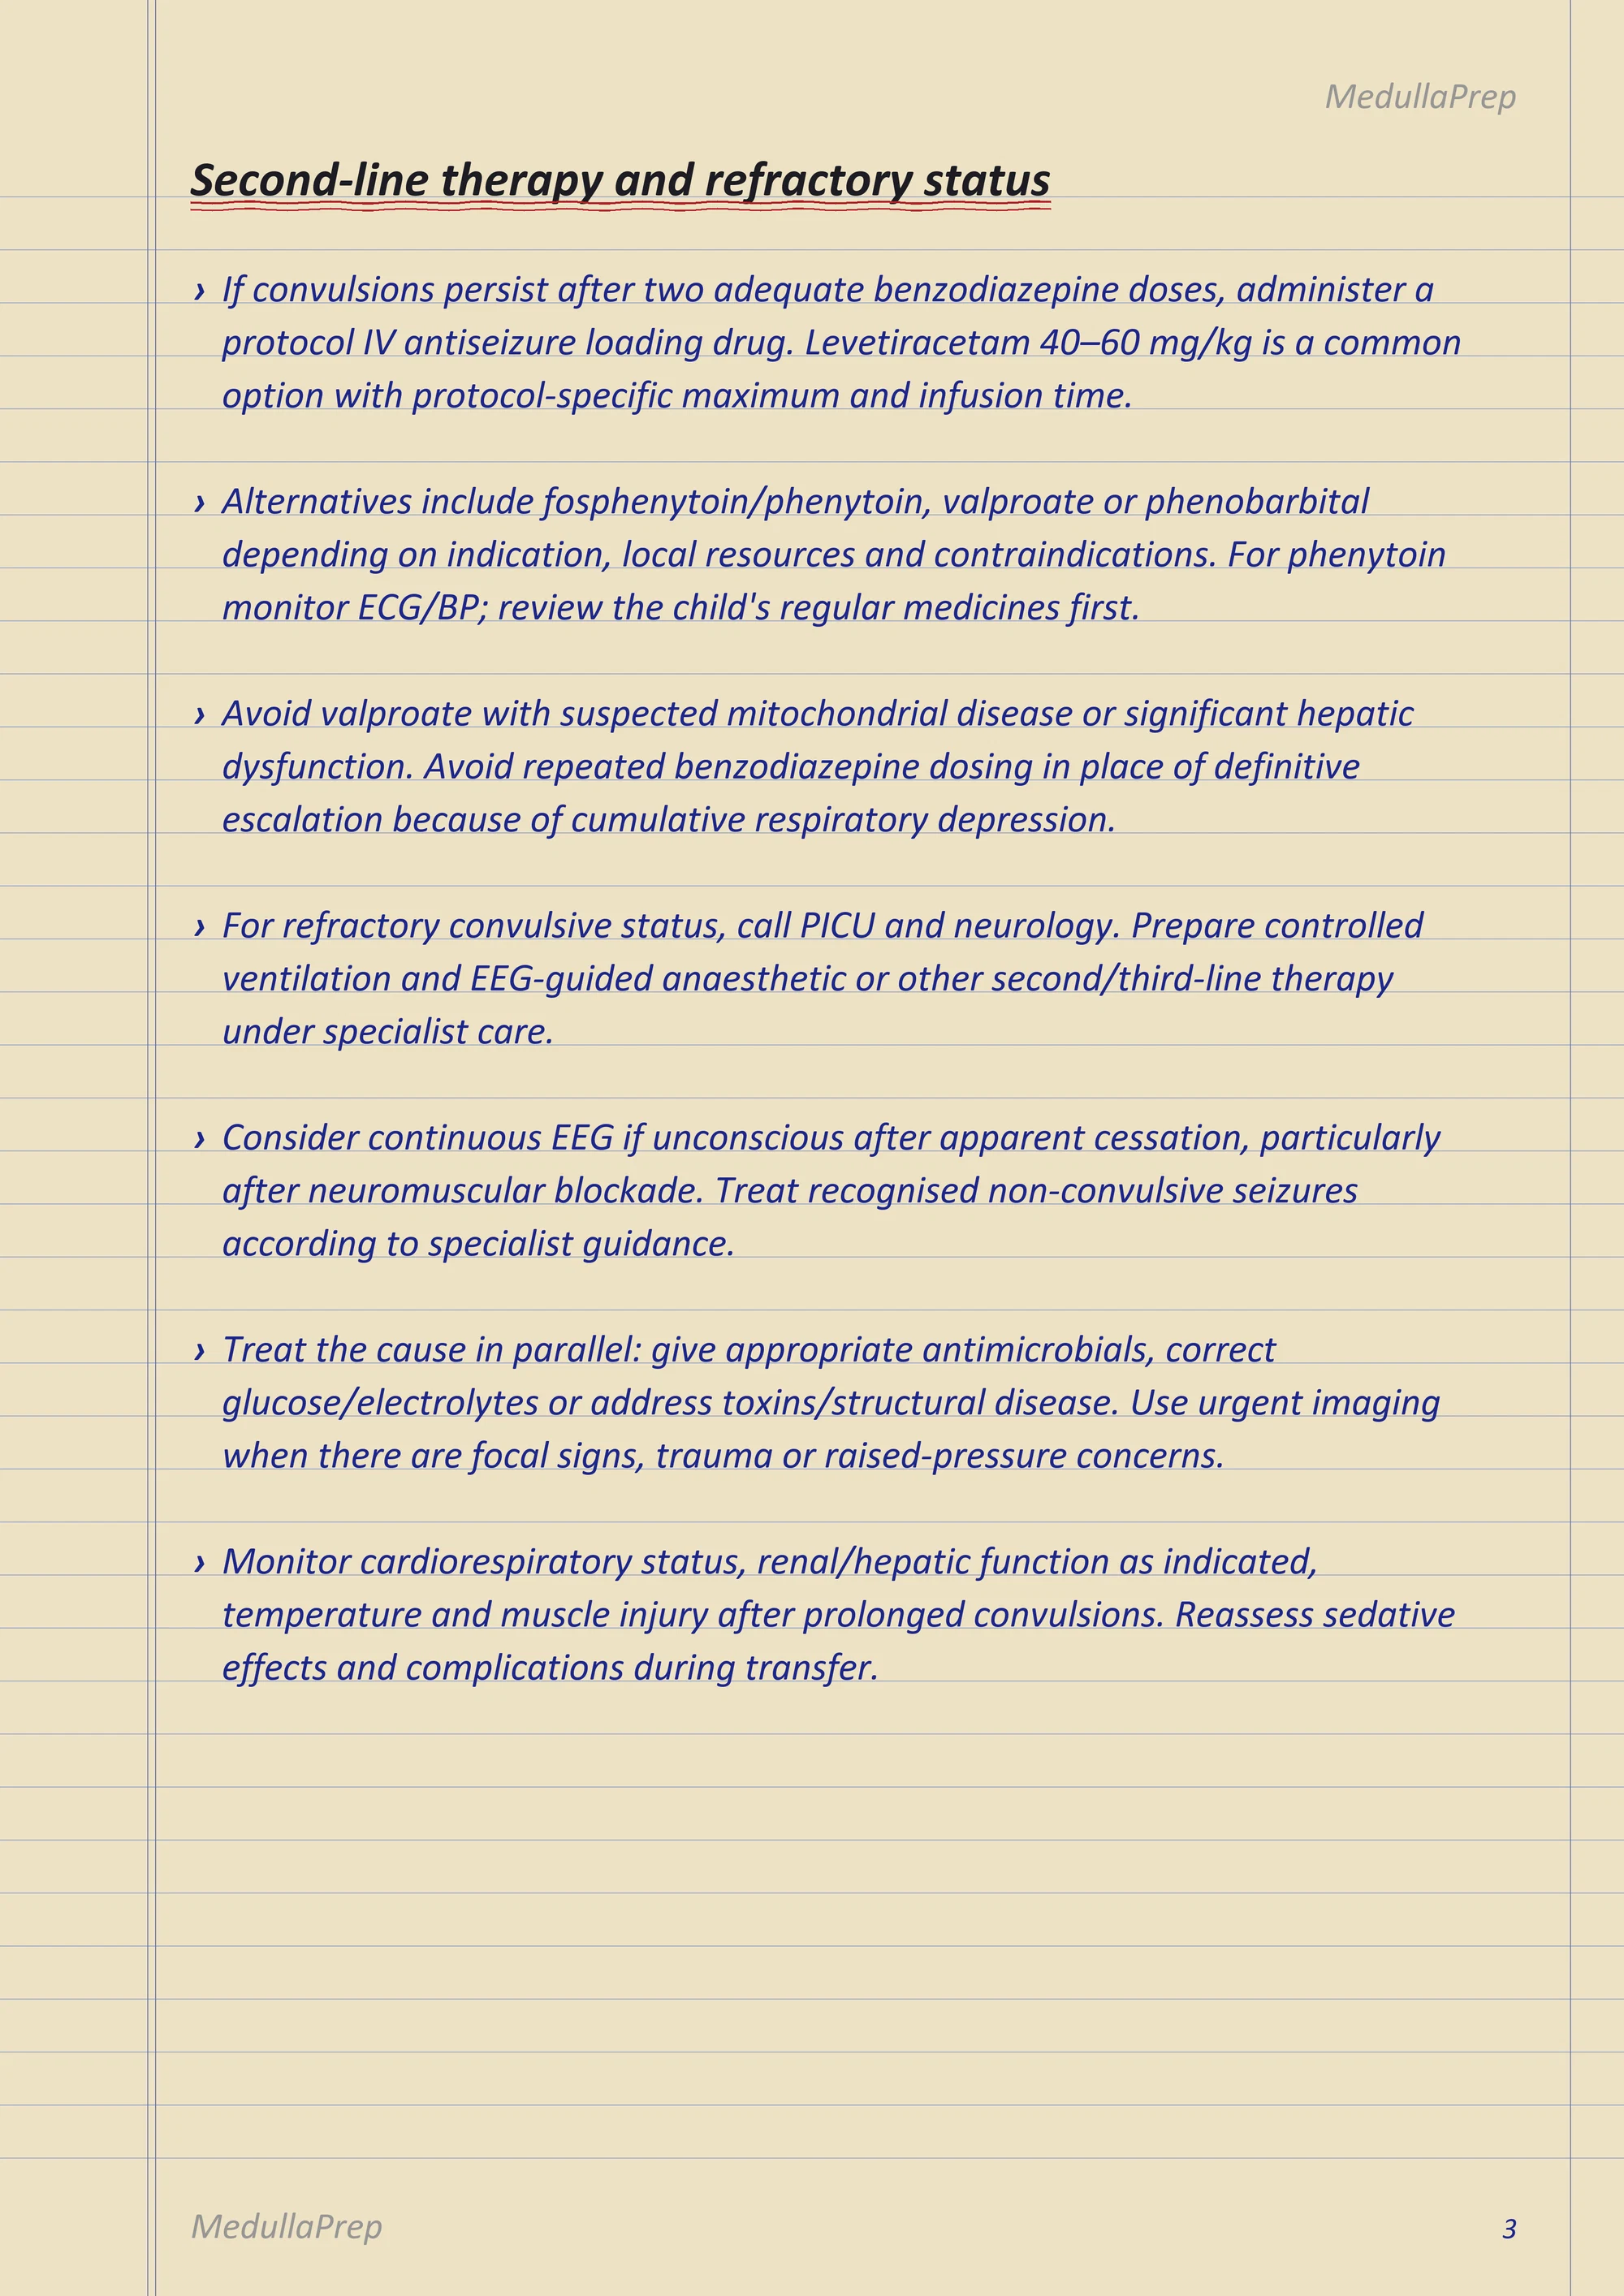 MedullaPrep
Second-line therapy and refractory status
› If convulsions persist after two adequate benzodiazepine doses, administer a
protocol IV antiseizure loading drug. Levetiracetam 40–60 mg/kg is a common
option with protocol-specific maximum and infusion time.
› Alternatives include fosphenytoin/phenytoin, valproate or phenobarbital
depending on indication, local resources and contraindications. For phenytoin
monitor ECG/BP; review the child's regular medicines first.
› Avoid valproate with suspected mitochondrial disease or significant hepatic
dysfunction. Avoid repeated benzodiazepine dosing in place of definitive
escalation because of cumulative respiratory depression.
› For refractory convulsive status, call PICU and neurology. Prepare controlled
ventilation and EEG-guided anaesthetic or other second/third-line therapy
under specialist care.
› Consider continuous EEG if unconscious after apparent cessation, particularly
after neuromuscular blockade. Treat recognised non-convulsive seizures
according to specialist guidance.
› Treat the cause in parallel: give appropriate antimicrobials, correct
glucose/electrolytes or address toxins/structural disease. Use urgent imaging
when there are focal signs, trauma or raised-pressure concerns.
› Monitor cardiorespiratory status, renal/hepatic function as indicated,
temperature and muscle injury after prolonged convulsions. Reassess sedative
effects and complications during transfer.
MedullaPrep
3